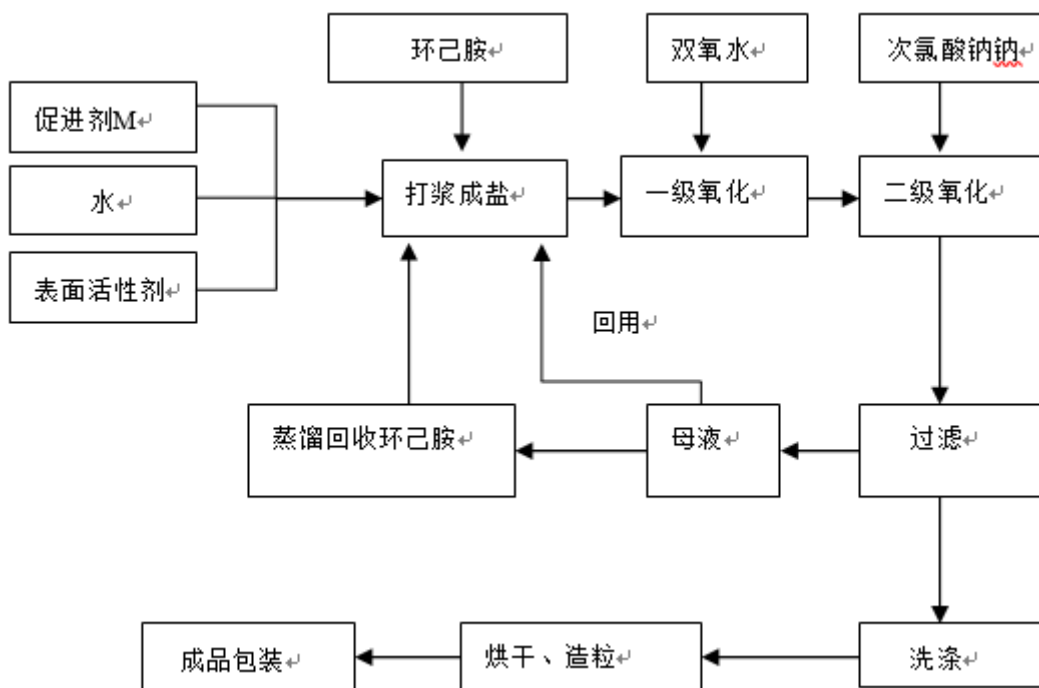 环己胺
双氧水
次氯酸钠钠
促进剂M
水
表面活性剂
打浆成盐
一级氧化
二级氧化
回用
蒸馏回收环己胺
母液
过滤
成品包装
烘干、造粒
洗涤